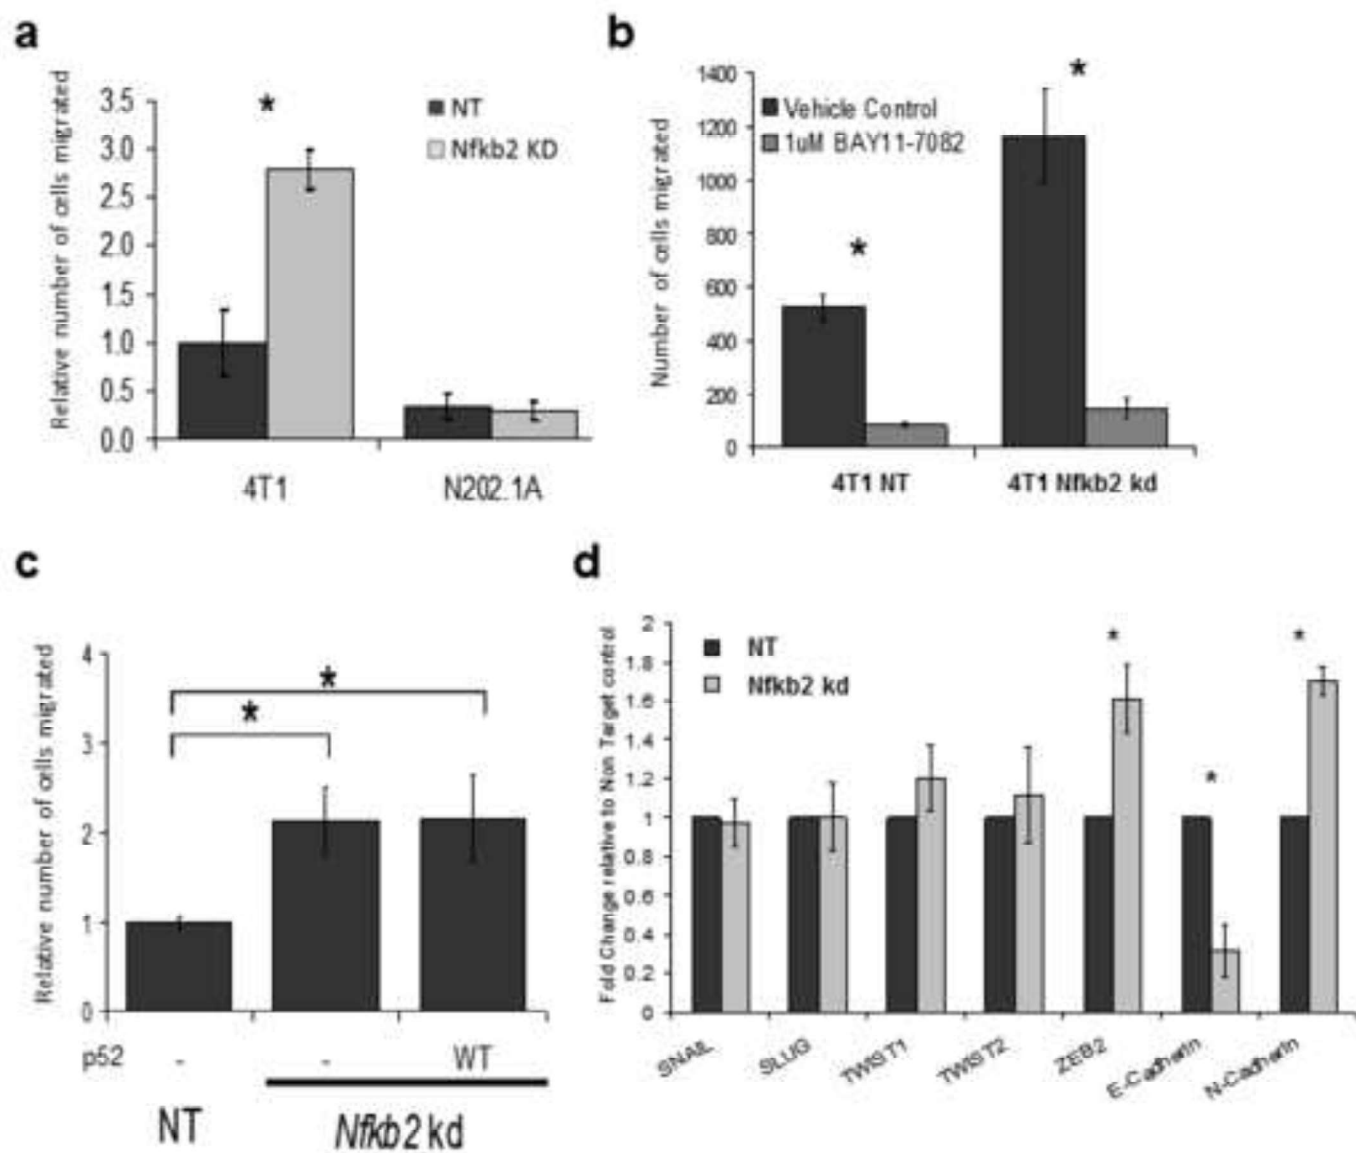 a
Relative number of cells migrated
3.5
3.0
2.5
2.0
1.5
1.0
0.5
0.0
*
NT
Nfkb2 KD
4T1
N202.1A
b
Number of cells migrated
1400
1200
1000
800
600
400
200
0
Vehicle Control
1uM BAY11-7082
*
*
4T1 NT
4T1 Nfkb2 kd
c
Relative number of cells migrated
4
3
2
1
0
*
*
p52 - - WT
NT
Nfkb2 kd
d
Fold Change relative to Non Target control
2
1.8
1.6
1.4
1.2
1
0.8
0.6
0.4
0.2
0
NT
Nfkb2 kd
*
*
*
SNAIL
SLUG
TWIST1
TWIST2
ZEB2
E-Cadherin
N-Cadherin